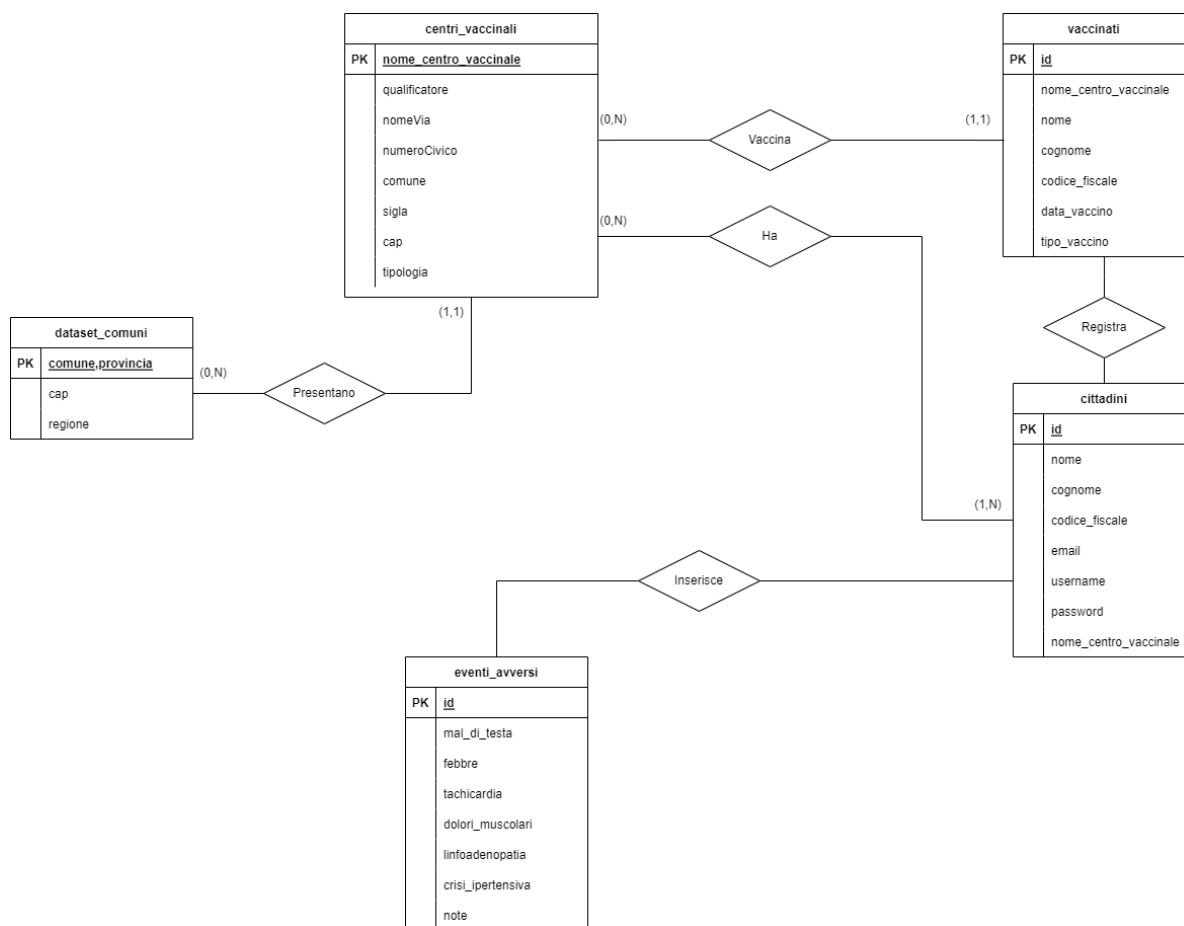 centri_vaccinali
PK nome_centro_vaccinale
qualificatore
nomeVia
numeroCivico
comune
sigla
cap
tipologia
vaccinati
PK id
nome_centro_vaccinale
nome
cognome
codice_fiscale
data_vaccino
tipo_vaccino
(0,N)
Vaccina
(1,1)
(0,N)
Ha
(1,N)
(1,1)
dataset_comuni
PK comune,provincia
cap
regione
(0,N)
Presentano
Registra
cittadini
PK id
nome
cognome
codice_fiscale
email
username
password
nome_centro_vaccinale
Inserisce
eventi_avversi
PK id
mal_di_testa
febbre
tachicardia
dolori_muscolari
linfoadenopatia
crisi_ipertensiva
note